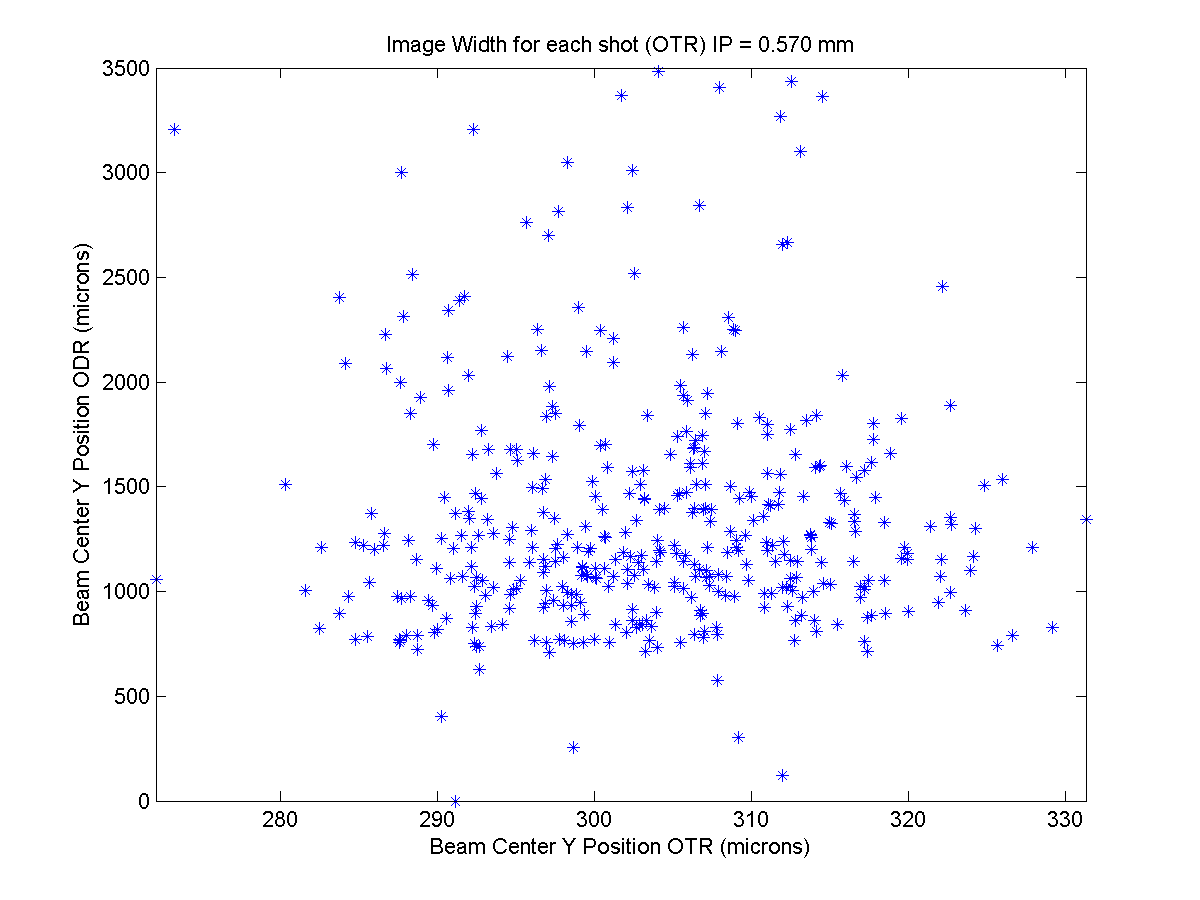 Image Width for each shot (OTR) IP = 0.570 mm
3500
3000
2500
2000
1500
1000
500
0
Beam Center Y Position ODR (microns)
280 290 300 310 320 330
Beam Center Y Position OTR (microns)